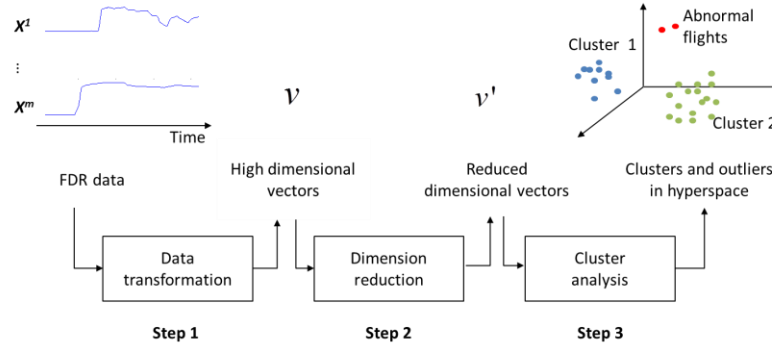 X1
⋮
Xm
Time
v
v'
Cluster 1
Abnormal
flights
Cluster 2
FDR data
High dimensional
vectors
Reduced
dimensional vectors
Clusters and outliers
in hyperspace
Data
transformation
Dimension
reduction
Cluster
analysis
Step 1
Step 2
Step 3